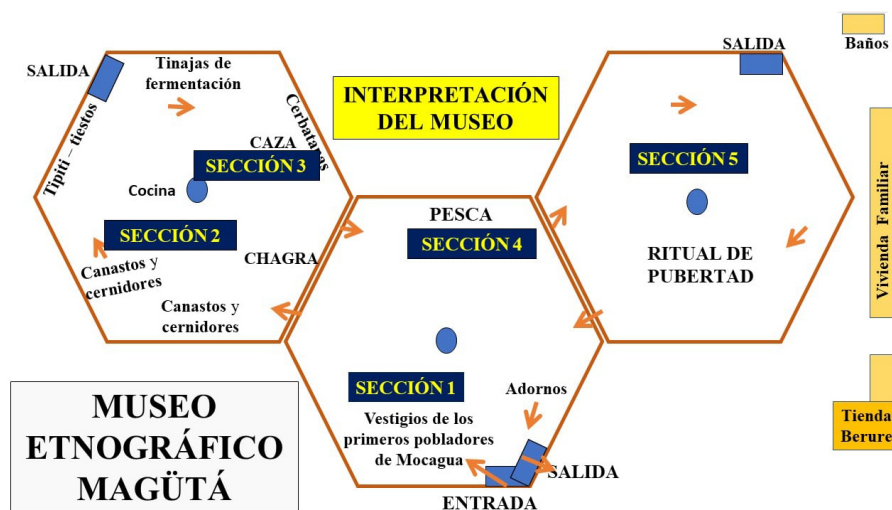 SALIDA
Tinajas de
fermentación
Tipiti – tiestos
Cerbatanas
CAZA
SECCIÓN 3
Cocina
SECCIÓN 2
Canastos y
cernidores
CHAGRA
Canastos y
cernidores
INTERPRETACIÓN
DEL MUSEO
PESCA
SECCIÓN 4
SECCIÓN 1
Vestigios de los
primeros pobladores
de Mocagua
Adornos
SALIDA
ENTRADA
SALIDA
SECCIÓN 5
RITUAL DE
PUBERTAD
Baños
Vivienda Familiar
Tienda
Berure
MUSEO
ETNOGRÁFICO
MAGÜTÁ